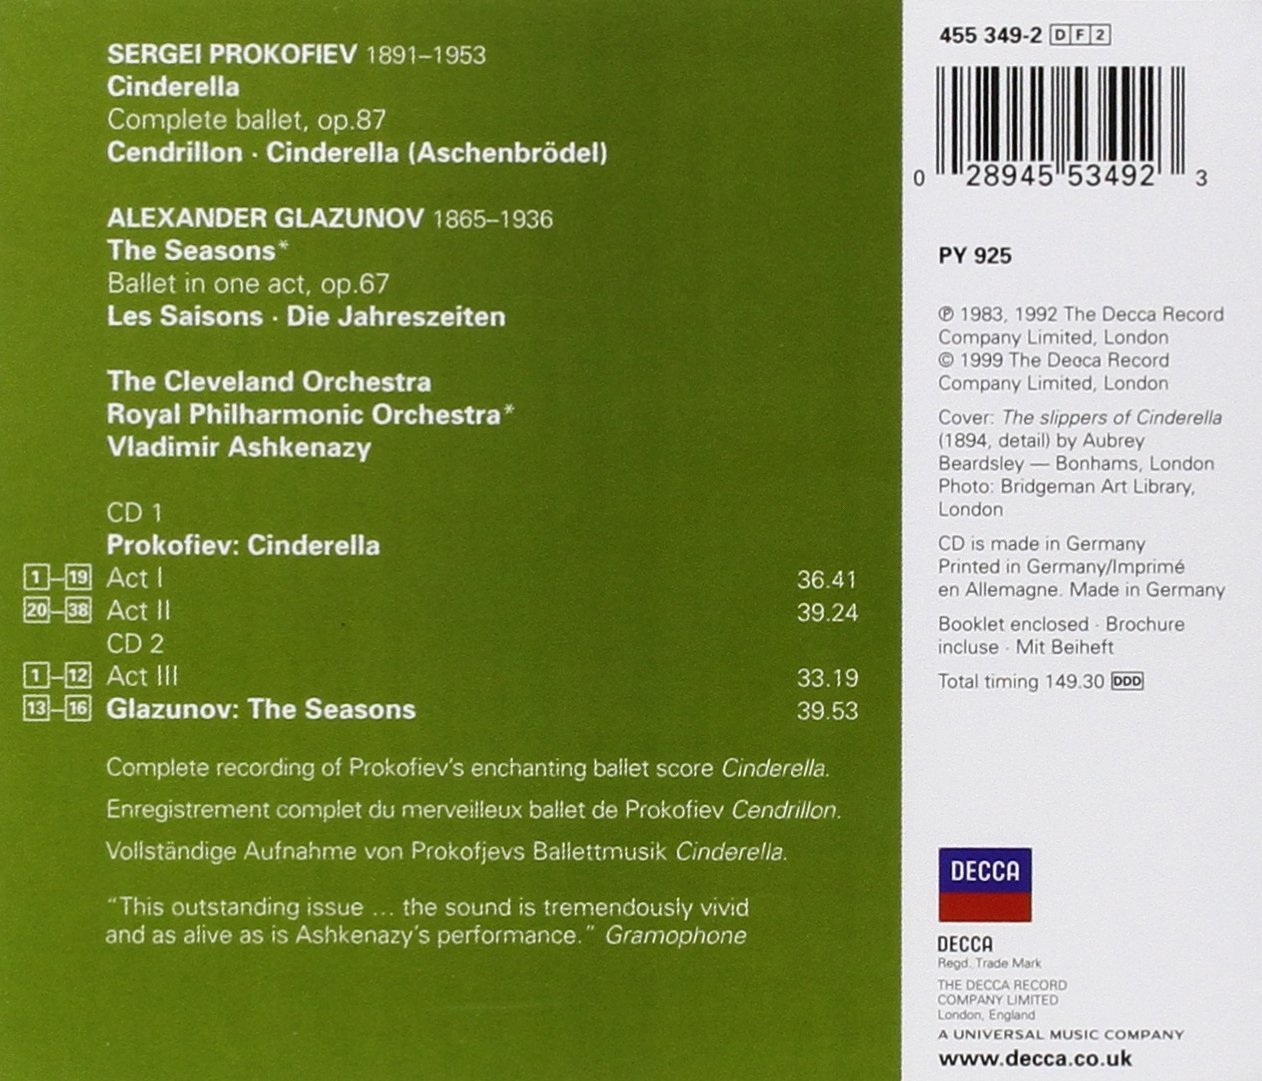 SERGEI PROKOFIEV 1891–1953
Cinderella
Complete ballet, op.87
Cendrillon · Cinderella (Aschenbrödel)
ALEXANDER GLAZUNOV 1865–1936
The Seasons*
Ballet in one act, op.67
Les Saisons · Die Jahreszeiten
The Cleveland Orchestra
Royal Philharmonic Orchestra*
Vladimir Ashkenazy
CD 1
Prokofiev: Cinderella
1–19 Act I 36.41
20–38 Act II 39.24
CD 2
1–12 Act III 33.19
13–16 Glazunov: The Seasons 39.53
Complete recording of Prokofiev's enchanting ballet score Cinderella.
Enregistrement complet du merveilleux ballet de Prokofiev Cendrillon.
Vollständige Aufnahme von Prokofjevs Ballettmusik Cinderella.
“This outstanding issue ... the sound is tremendously vivid
and as alive as is Ashkenazy's performance.” Gramophone
455 349-2 D F 2
0 28945 53492 3
PY 925
℗ 1983, 1992 The Decca Record
Company Limited, London
© 1999 The Decca Record
Company Limited, London
Cover: The slippers of Cinderella
(1894, detail) by Aubrey
Beardsley — Bonhams, London
Photo: Bridgeman Art Library,
London
CD is made in Germany
Printed in Germany/Imprimé
en Allemagne. Made in Germany
Booklet enclosed · Brochure
incluse · Mit Beiheft
Total timing 149.30 DDD
DECCA
DECCA
Regd. Trade Mark
THE DECCA RECORD
COMPANY LIMITED
London, England
A UNIVERSAL MUSIC COMPANY
www.decca.co.uk